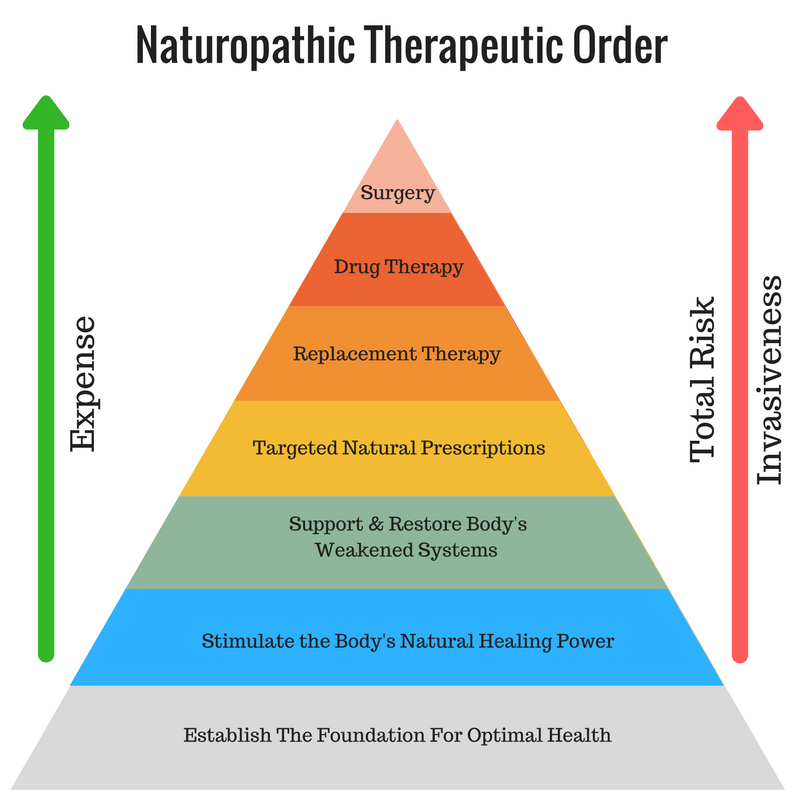 Naturopathic Therapeutic Order
Surgery
Drug Therapy
Replacement Therapy
Targeted Natural Prescriptions
Support & Restore Body's
Weakened Systems
Stimulate the Body's Natural Healing Power
Establish The Foundation For Optimal Health
Expense
Total Risk
Invasiveness